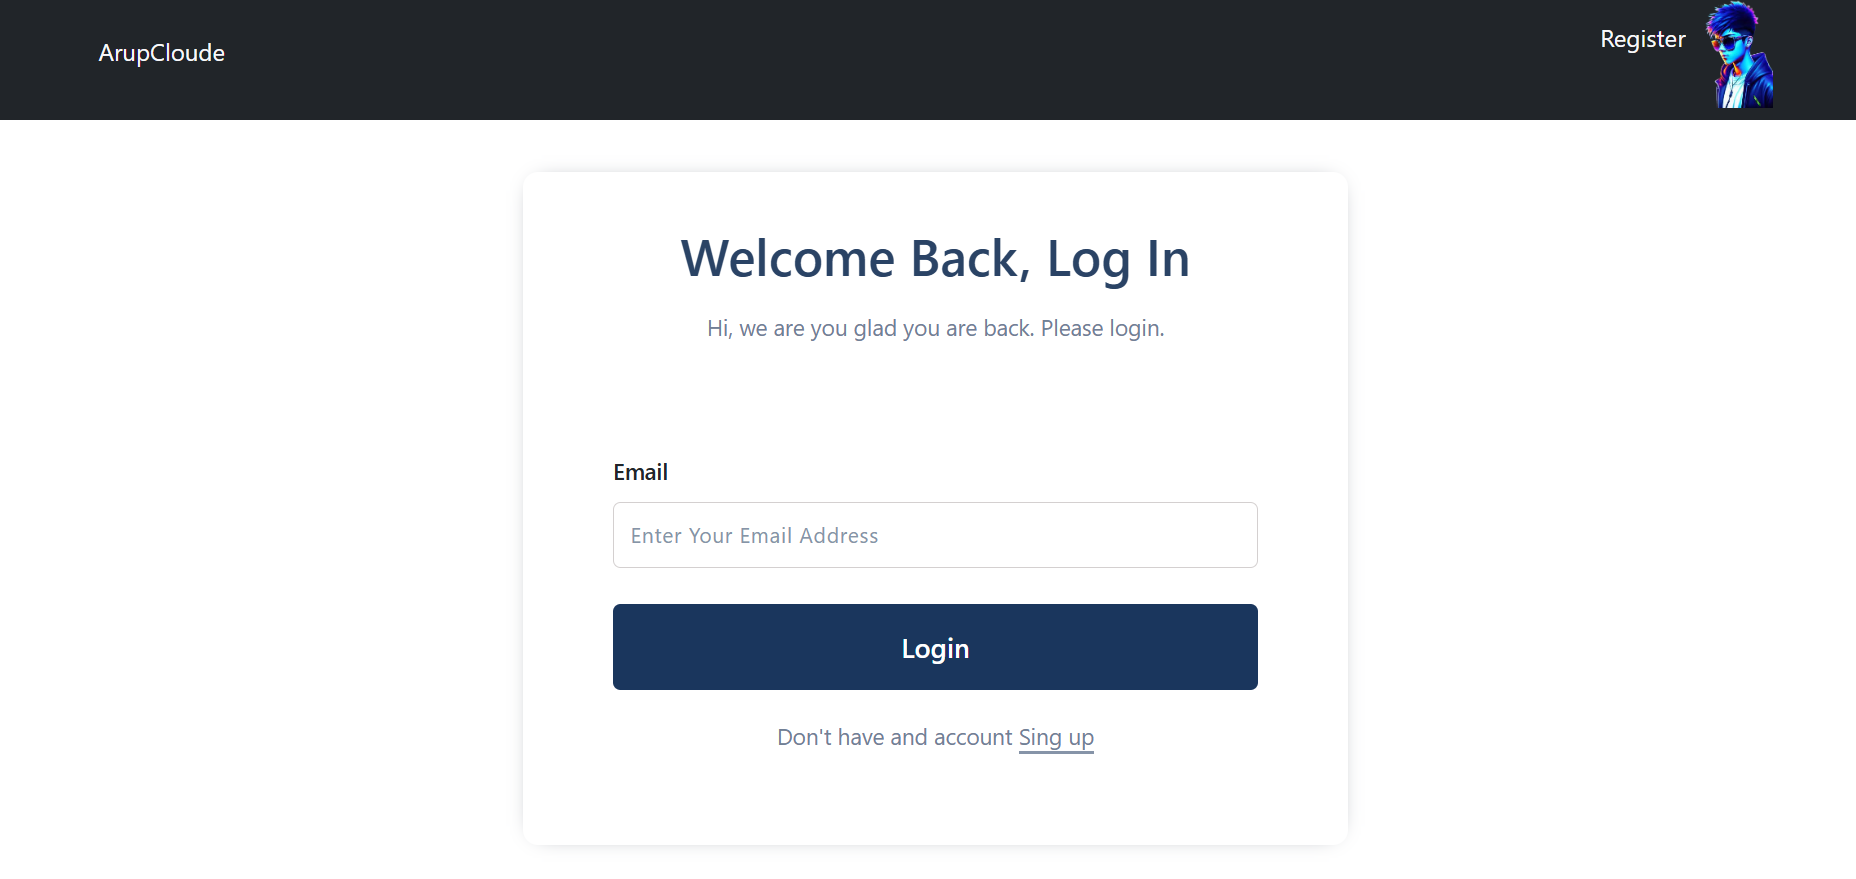 ArupCloude
Register
Welcome Back, Log In
Hi, we are you glad you are back. Please login.
Email
Enter Your Email Address
Login
Don't have and account Sing up